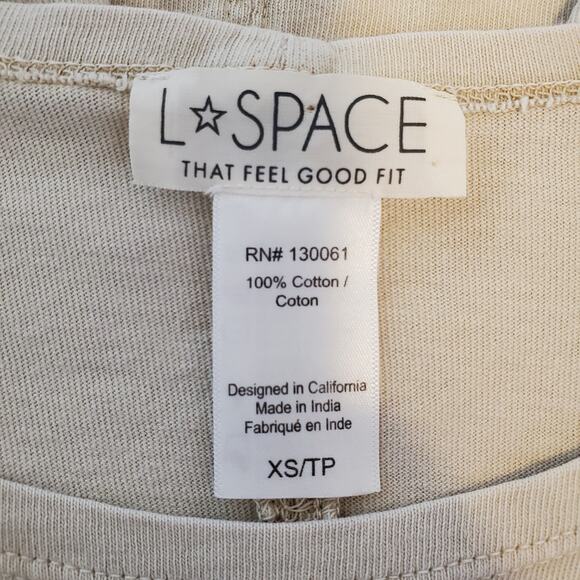 L☆SPACE
THAT FEEL GOOD FIT
RN# 130061
100% Cotton /
Coton
Designed in California
Made in India
Fabriqué en Inde
XS/TP